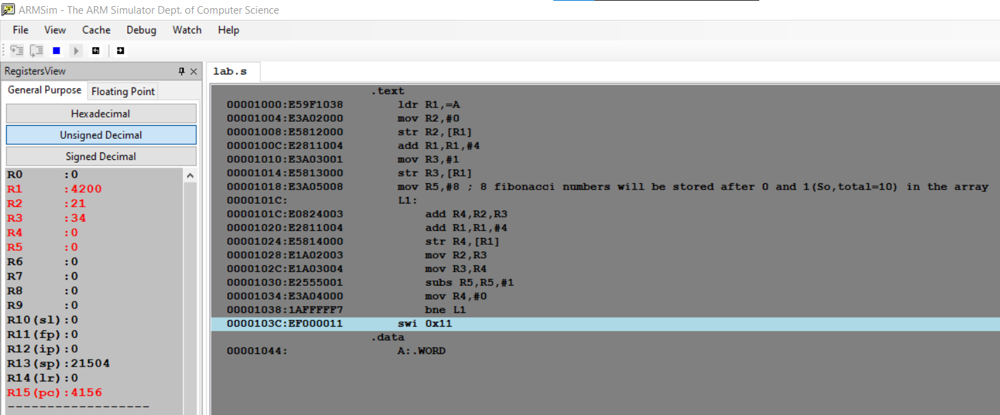 ARMSim - The ARM Simulator Dept. of Computer Science
File View Cache Debug Watch Help
RegistersView
General Purpose Floating Point
Hexadecimal
Unsigned Decimal
Signed Decimal
R0 :0
R1 :4200
R2 :21
R3 :34
R4 :0
R5 :0
R6 :0
R7 :0
R8 :0
R9 :0
R10(sl):0
R11(fp):0
R12(ip):0
R13(sp):21504
R14(lr):0
R15(pc):4156
-------------------
lab.s
.text
00001000:E59F1038 ldr R1,=A
00001004:E3A02000 mov R2,#0
00001008:E5812000 str R2,[R1]
0000100C:E2811004 add R1,R1,#4
00001010:E3A03001 mov R3,#1
00001014:E5813000 str R3,[R1]
00001018:E3A05008 mov R5,#8 ; 8 fibonacci numbers will be stored after 0 and 1(So,total=10) in the array
0000101C: L1:
0000101C:E0824003 add R4,R2,R3
00001020:E2811004 add R1,R1,#4
00001024:E5814000 str R4,[R1]
00001028:E1A02003 mov R2,R3
0000102C:E1A03004 mov R3,R4
00001030:E2555001 subs R5,R5,#1
00001034:E3A04000 mov R4,#0
00001038:1AFFFFF7 bne L1
0000103C:EF000011 swi 0x11
.data
00001044: A:.WORD